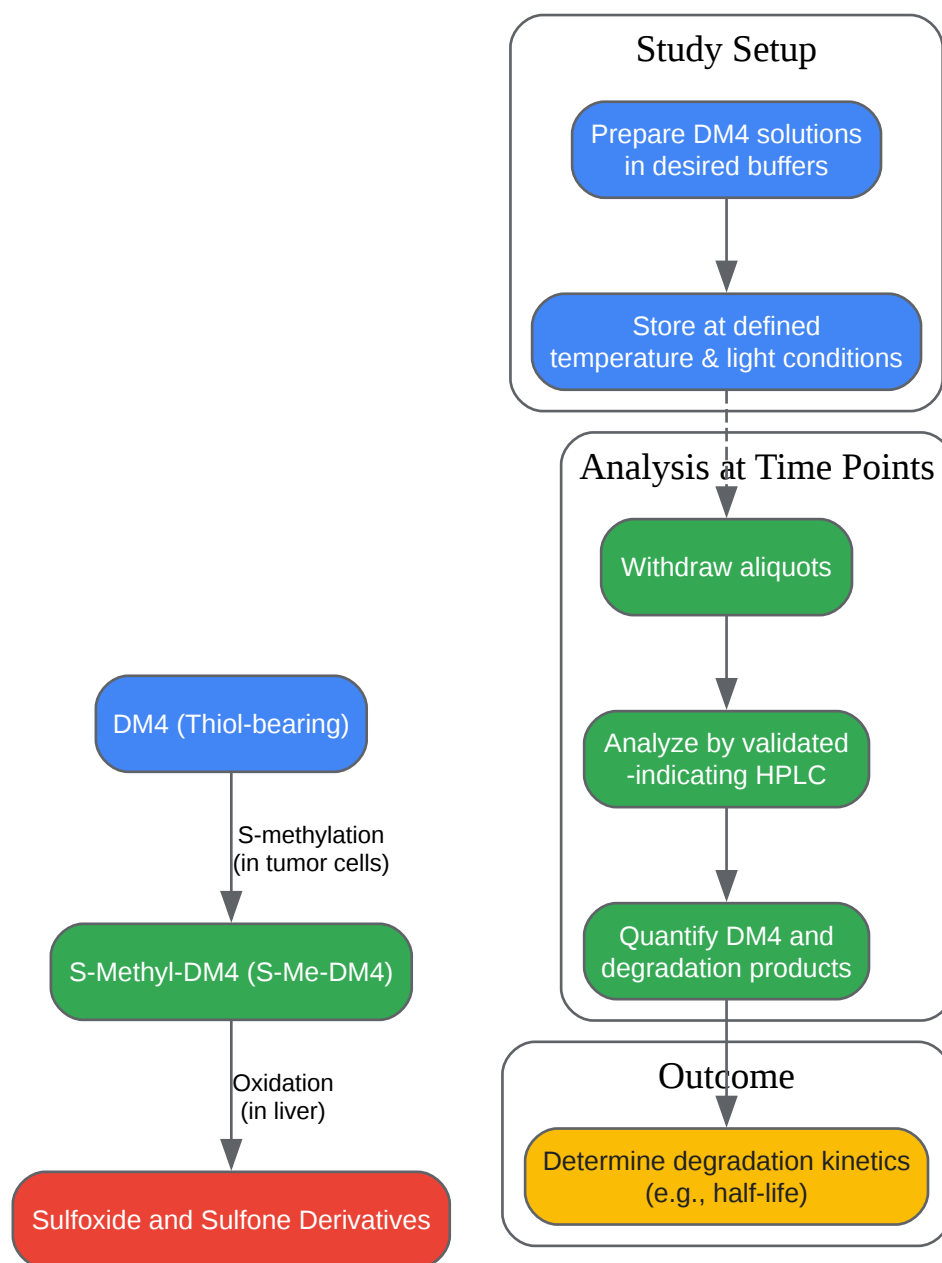 Study Setup
Prepare DM4 solutions
in desired buffers
Store at defined
temperature & light conditions
Analysis at Time Points
Withdraw aliquots
Analyze by validated
-indicating HPLC
Quantify DM4 and
degradation products
Outcome
Determine degradation kinetics
(e.g., half-life)
DM4 (Thiol-bearing)
S-methylation
(in tumor cells)
S-Methyl-DM4 (S-Me-DM4)
Oxidation
(in liver)
Sulfoxide and Sulfone Derivatives